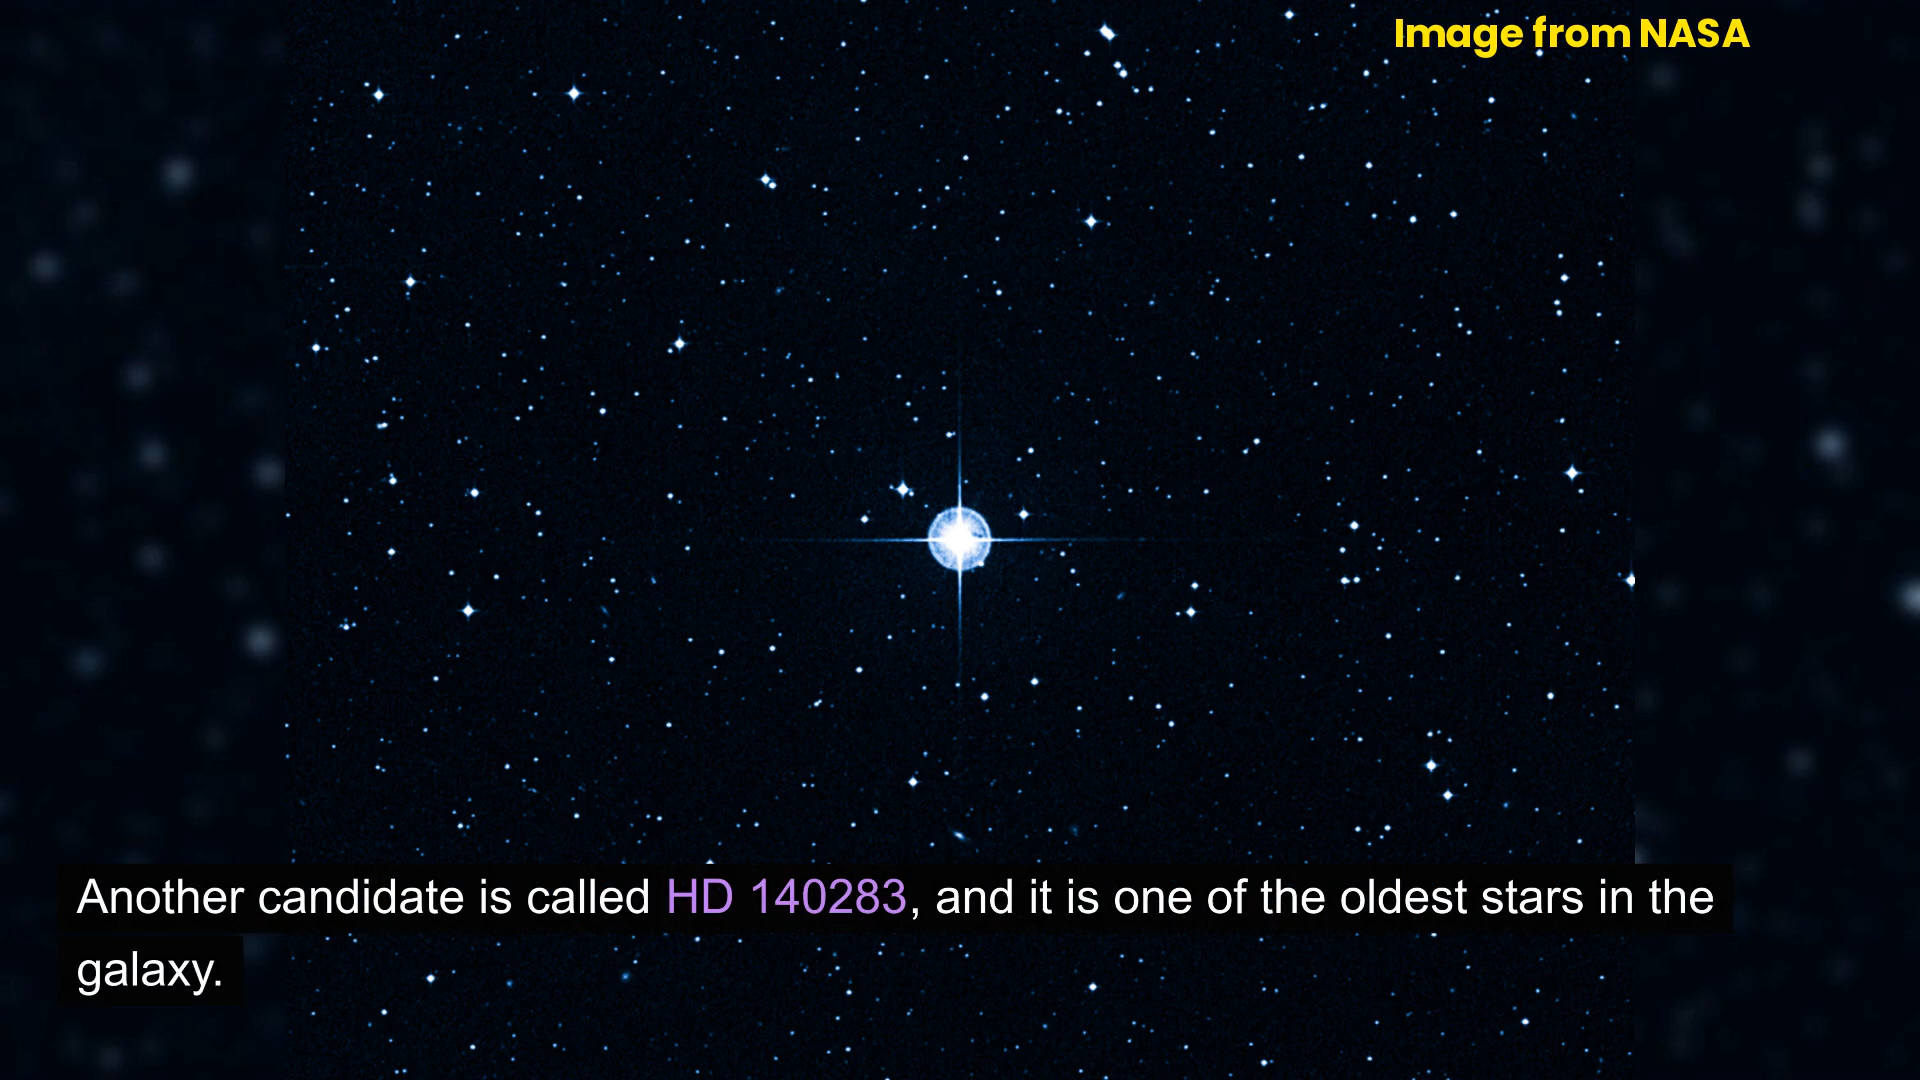 Image from NASA
Another candidate is called HD 140283, and it is one of the oldest stars in the
galaxy.